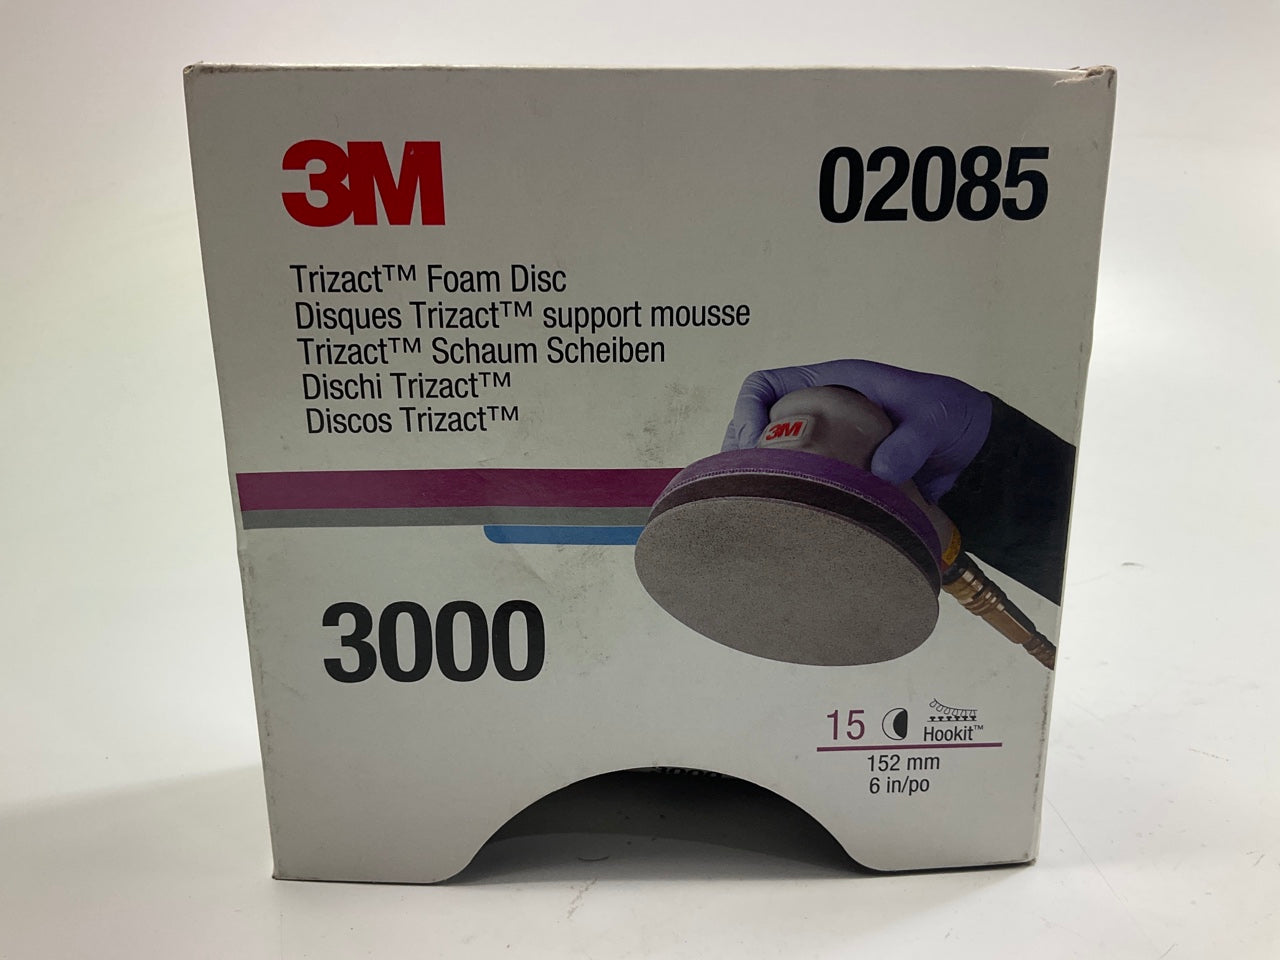 3M
02085
Trizact™ Foam Disc
Disques Trizact™ support mousse
Trizact™ Schaum Scheiben
Dischi Trizact™
Discos Trizact™
3M
3000
15
Hookit™
152 mm
6 in/po